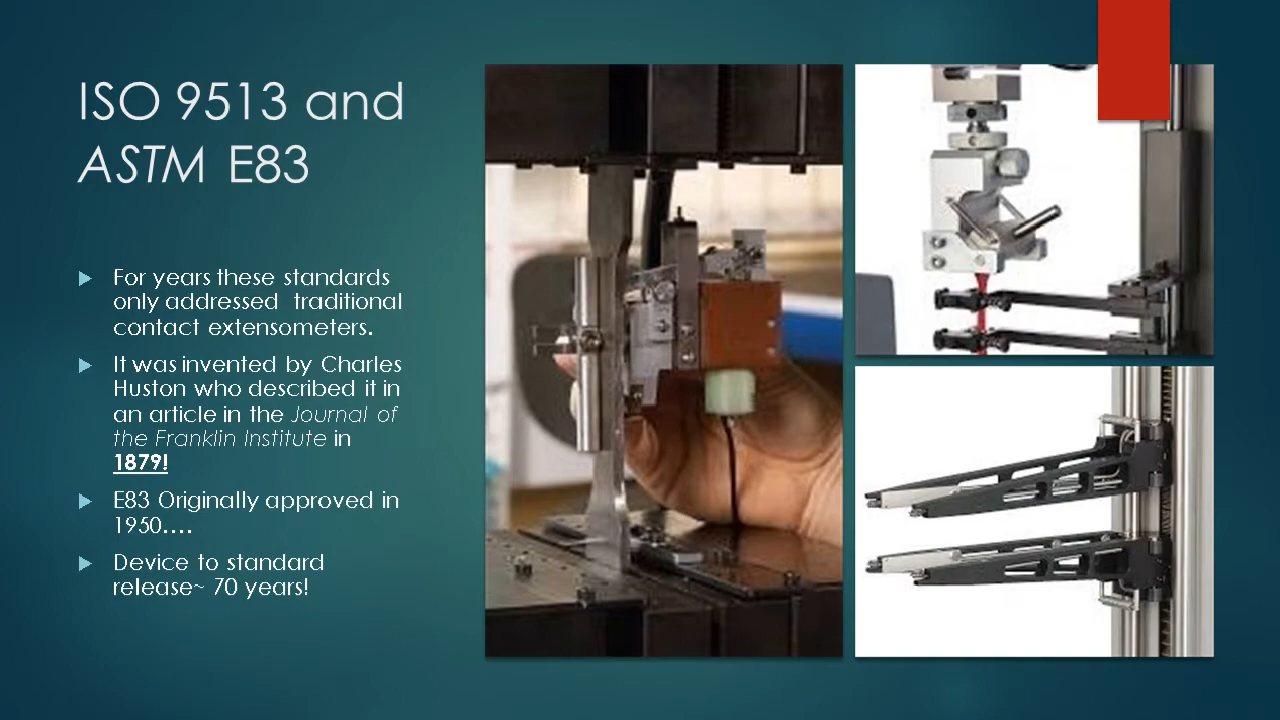 ISO 9513 and
ASTM E83
For years these standards
only addressed  traditional
contact extensometers.
It was invented by Charles
Huston who described it in
an article in the Journal of
the Franklin Institute in
1879!
E83 Originally approved in
1950….
Device to standard
release~ 70 years!